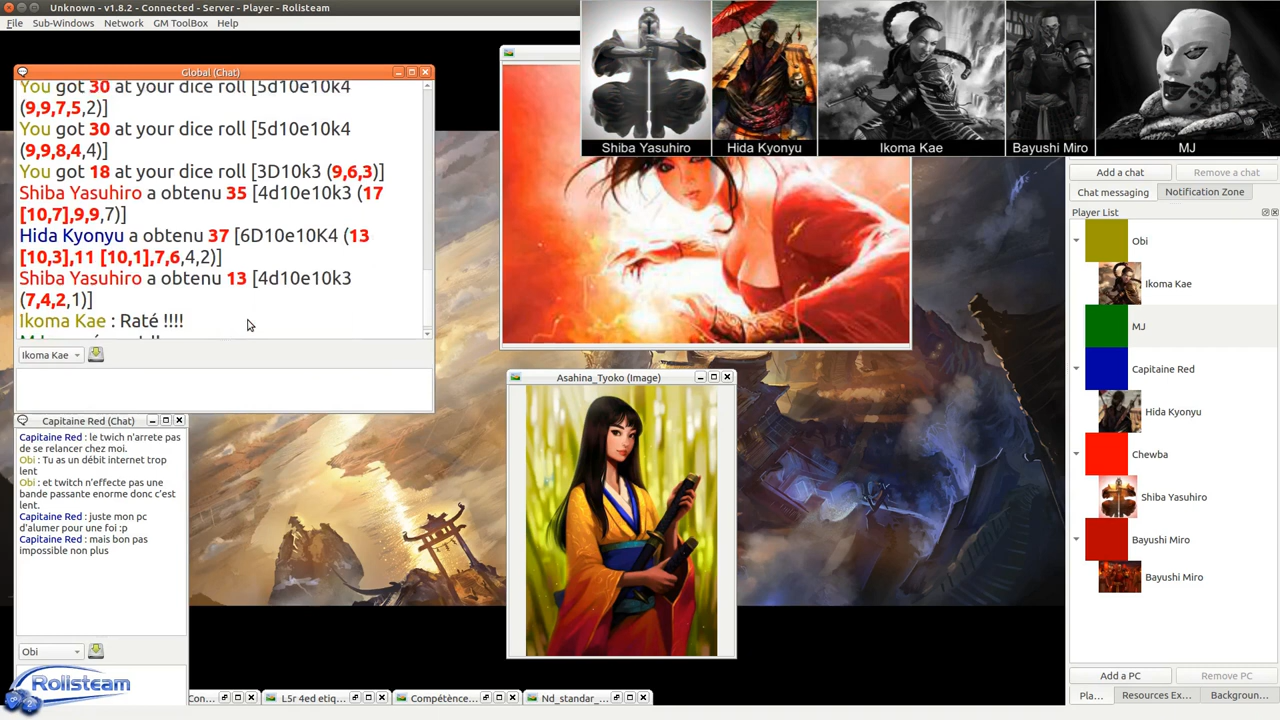 Unknown - v1.8.2 - Connected - Server - Player - Rolisteam
File Sub-Windows Network GM ToolBox Help
Shiba Yasuhiro Hida Kyonyu Ikoma Kae Bayushi Miro MJ
Global (Chat)
You got 30 at your dice roll [5d10e10k4
(9,9,7,5,2)]
You got 30 at your dice roll [5d10e10k4
(9,9,8,4,4)]
You got 18 at your dice roll [3D10k3 (9,6,3)]
Shiba Yasuhiro a obtenu 35 [4d10e10k3 (17
[10,7],9,9,7)]
Hida Kyonyu a obtenu 37 [6D10e10K4 (13
[10,3],11 [10,1],7,6,4,2)]
Shiba Yasuhiro a obtenu 13 [4d10e10k3
(7,4,2,1)]
Ikoma Kae : Raté !!!!
Ikoma Kae
Capitaine Red (Chat)
Capitaine Red : le twich n'arrete pas
de se relancer chez moi.
Obi : Tu as un débit internet trop
lent
Obi : et twitch n'effecte pas une
bande passante enorme donc c'est
lent.
Capitaine Red : juste mon pc
d'alumer pour une foi ;p
Capitaine Red : mais bon pas
impossible non plus
Obi
Rolisteam
Asahina_Tyoko (Image)
Con...
L5r 4ed etiq...
Compétence...
Nd_standar_...
Add a chat Remove a chat
Chat messaging Notification Zone
Player List
Obi
Ikoma Kae
MJ
Capitaine Red
Hida Kyonyu
Chewba
Shiba Yasuhiro
Bayushi Miro
Bayushi Miro
Add a PC Remove PC
Pla... Resources Ex... Backgroun...